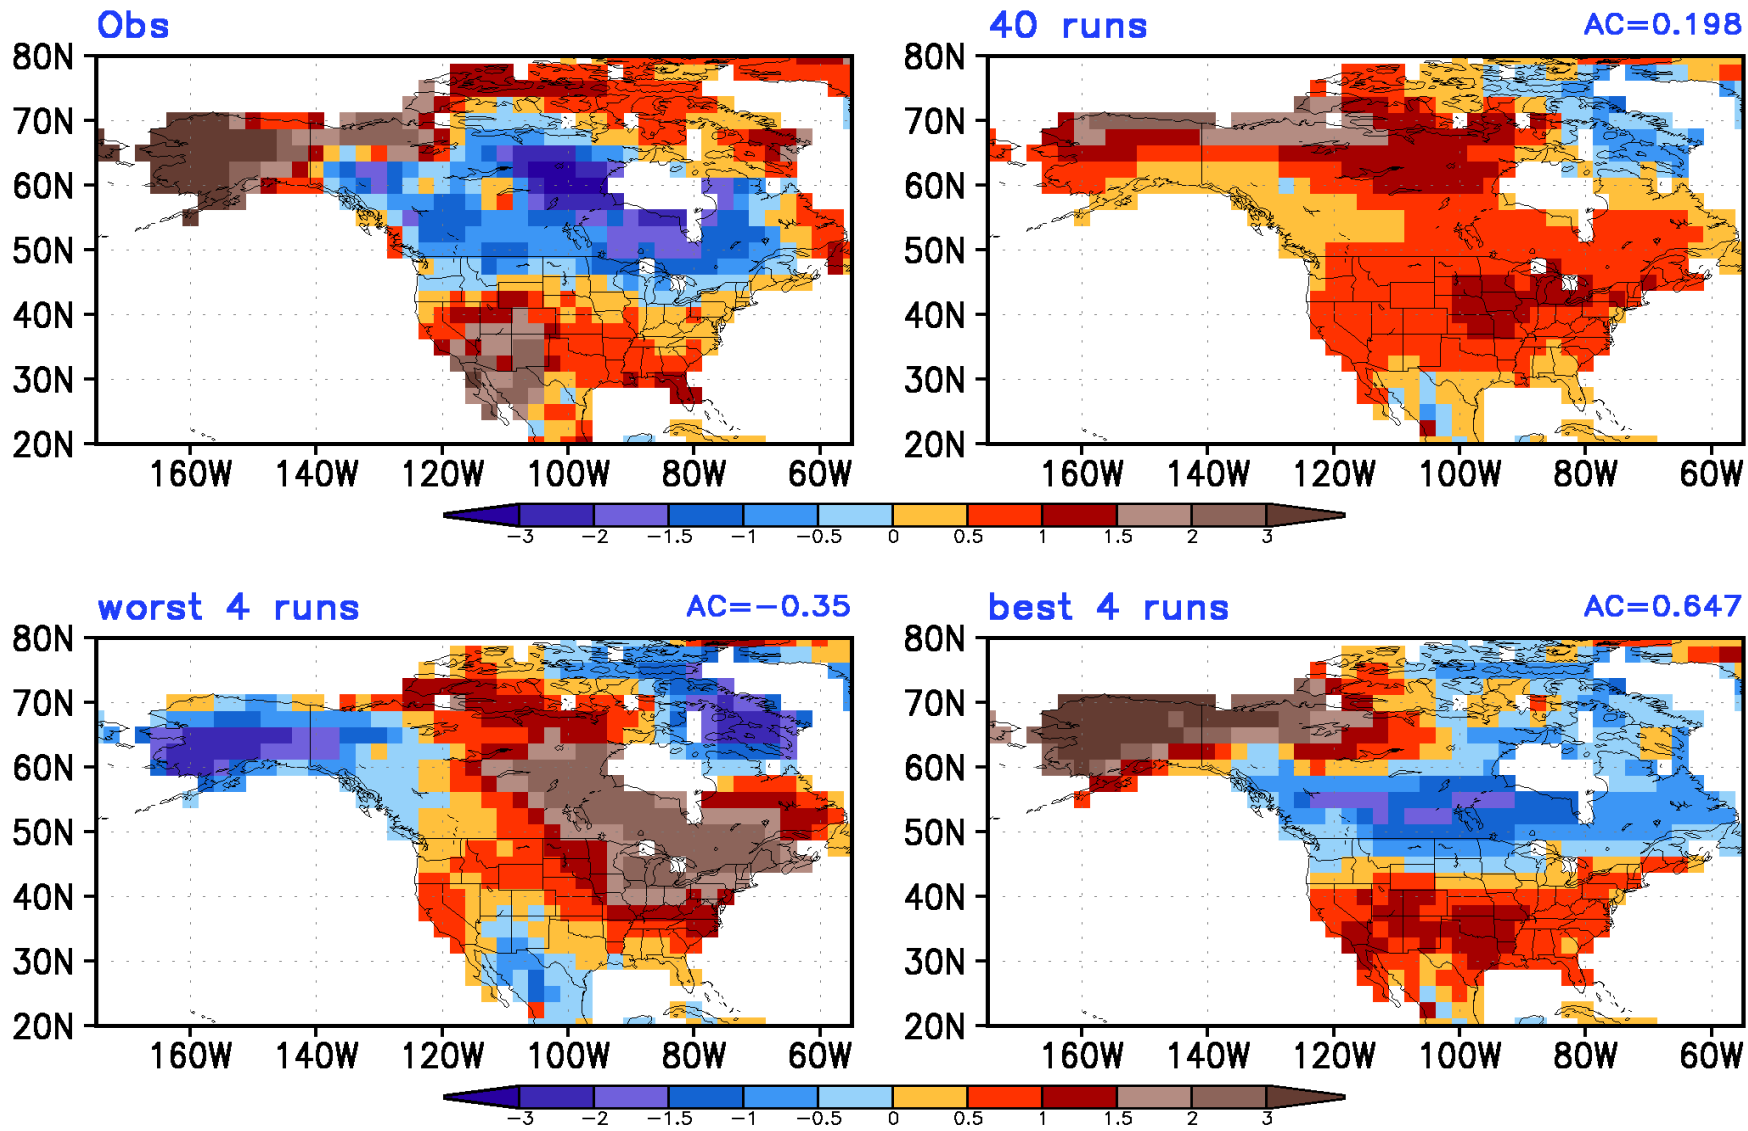 Obs
40 runs AC=0.198
80N 80N
70N 70N
60N 60N
50N 50N
40N 40N
30N 30N
20N 20N
160W 140W 120W 100W 80W 60W 160W 140W 120W 100W 80W 60W
-3 -2 -1.5 -1 -0.5 0 0.5 1 1.5 2 3
worst 4 runs AC=-0.35
best 4 runs AC=0.647
80N 80N
70N 70N
60N 60N
50N 50N
40N 40N
30N 30N
20N 20N
160W 140W 120W 100W 80W 60W 160W 140W 120W 100W 80W 60W
-3 -2 -1.5 -1 -0.5 0 0.5 1 1.5 2 3